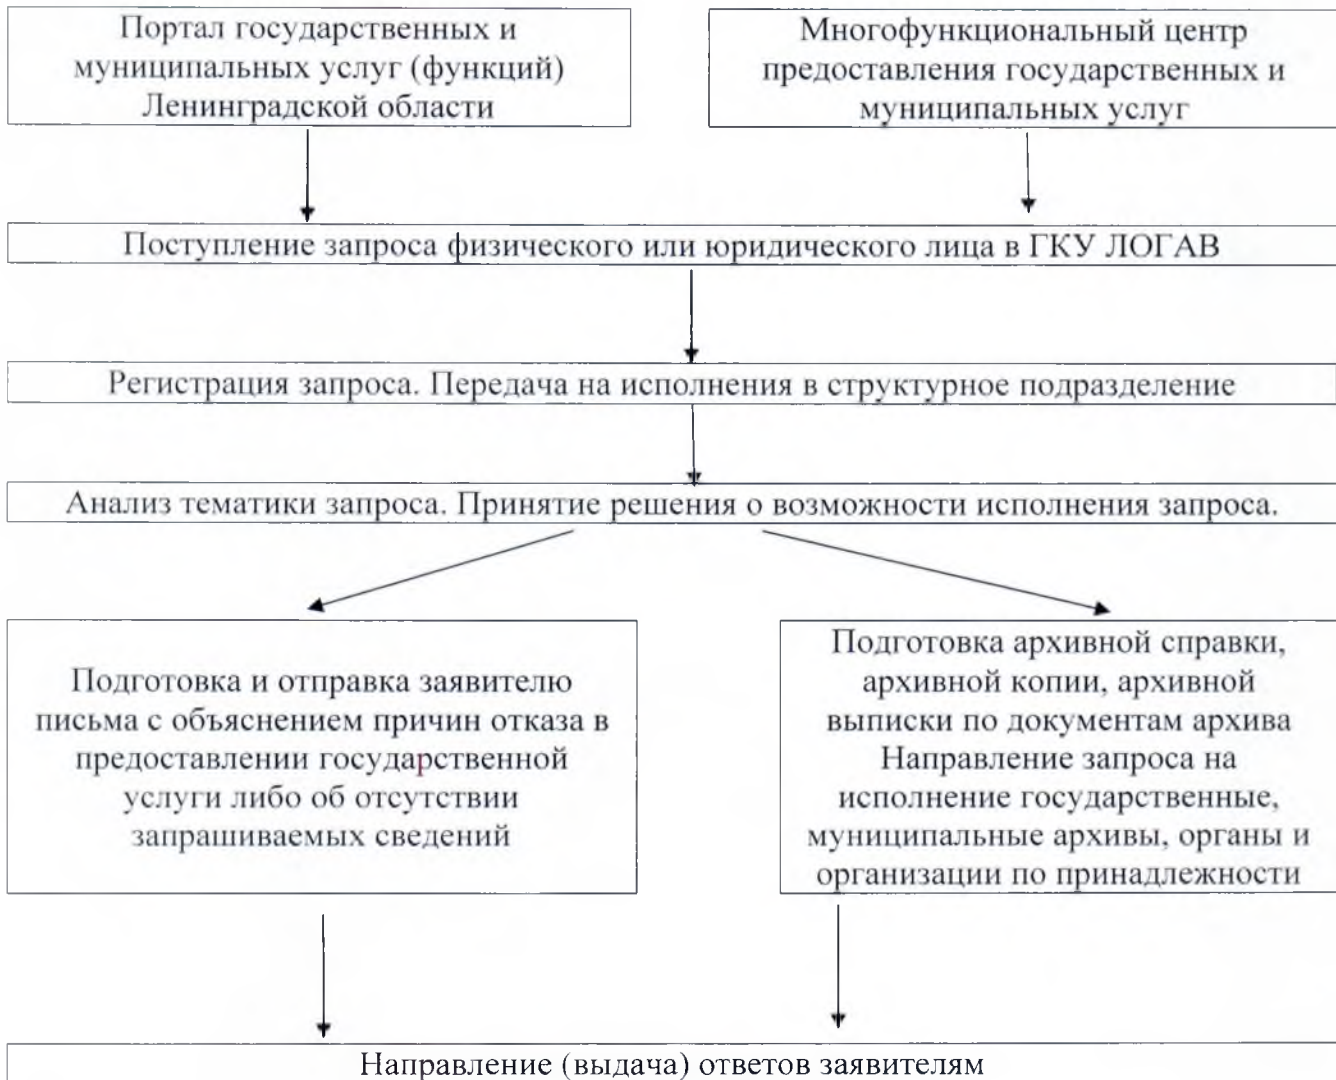 Портал государственных и
муниципальных услуг (функций)
Ленинградской области
Многофункциональный центр
предоставления государственных и
муниципальных услуг
Поступление запроса физического или юридического лица в ГКУ ЛОГАВ
Регистрация запроса. Передача на исполнения в структурное подразделение
Анализ тематики запроса. Принятие решения о возможности исполнения запроса.
Подготовка и отправка заявителю
письма с объяснением причин отказа в
предоставлении государственной
услуги либо об отсутствии
запрашиваемых сведений
Подготовка архивной справки,
архивной копии, архивной
выписки по документам архива
Направление запроса на
исполнение государственные,
муниципальные архивы, органы и
организации по принадлежности
Направление (выдача) ответов заявителям